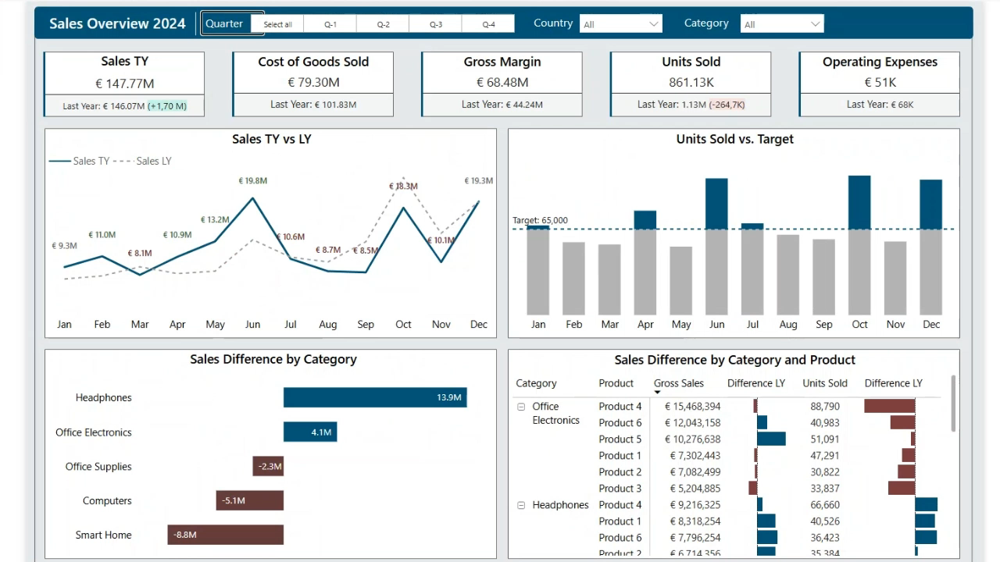 Sales Overview 2024
Quarter
Select all
Q-1
Q-2
Q-3
Q-4
Country
All
Category
All
Sales TY
€ 147.77M
Last Year: € 146.07M (+1,70 M)
Cost of Goods Sold
€ 79.30M
Last Year: € 101.83M
Gross Margin
€ 68.48M
Last Year: € 44.24M
Units Sold
861.13K
Last Year: 1.13M (-264,7K)
Operating Expenses
€ 51K
Last Year: € 68K
Sales TY vs LY
Sales TY
Sales LY
€ 9.3M
€ 11.0M
€ 8.1M
€ 10.9M
€ 13.2M
€ 19.8M
€ 10.6M
€ 8.7M
€ 8.5M
€ 18.3M
€ 10.1M
€ 19.3M
Jan Feb Mar Apr May Jun Jul Aug Sep Oct Nov Dec
Units Sold vs. Target
Target: 65,000
Jan Feb Mar Apr May Jun Jul Aug Sep Oct Nov Dec
Sales Difference by Category
Headphones 13.9M
Office Electronics 4.1M
Office Supplies -2.3M
Computers -5.1M
Smart Home -8.8M
Sales Difference by Category and Product
Category Product Gross Sales Difference LY Units Sold Difference LY
Office Product 4 € 15,468,394 88,790
Electronics
Product 6 € 12,043,158 40,983
Product 5 € 10,276,638 51,091
Product 1 € 7,302,443 47,291
Product 2 € 7,082,499 30,822
Product 3 € 5,204,885 33,837
Headphones Product 4 € 9,216,325 66,660
Product 1 € 8,318,254 40,526
Product 6 € 7,796,254 36,423
Product 2 € 6,714,356 35,384